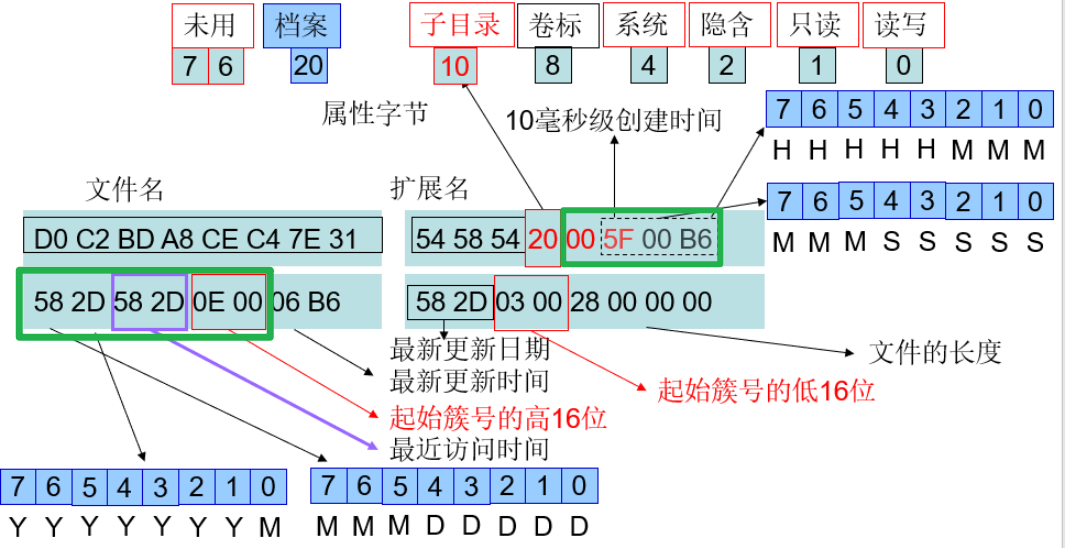 未用 档案 子目录 卷标 系统 隐含 只读 读写
7 6 20 10 8 4 2 1 0
属性字节
10毫秒级创建时间
7 6 5 4 3 2 1 0
H H H H H M M M
文件名 扩展名
7 6 5 4 3 2 1 0
M M M S S S S S
D0 C2 BD A8 CE C4 7E 31 54 58 54 20 00 5F 00 B6
58 2D 58 2D 0E 00 06 B6 58 2D 03 00 28 00 00 00
最新更新日期
文件的长度
最新更新时间
起始簇号的低16位
起始簇号的高16位
最近访问时间
7 6 5 4 3 2 1 0 7 6 5 4 3 2 1 0
Y Y Y Y Y Y Y M M M M D D D D D